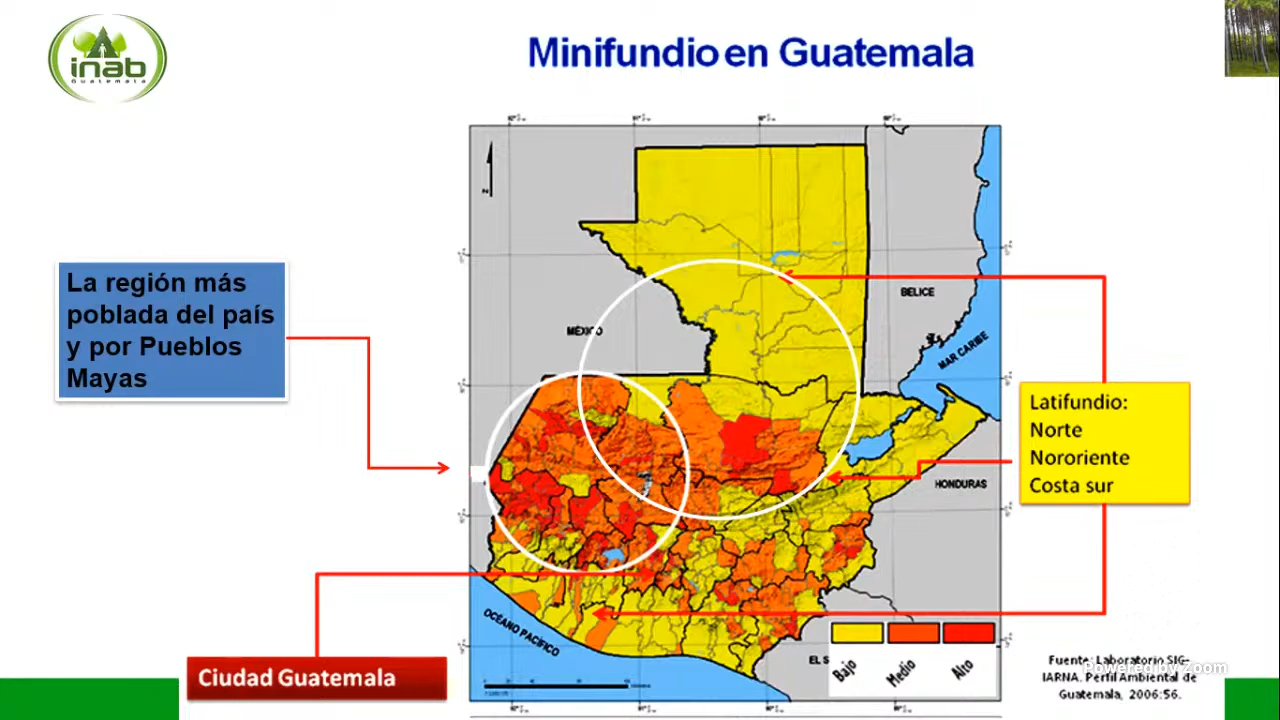 inab
Guatemala
Minifundio en Guatemala
La región más
poblada del país
y por Pueblos
Mayas
MÉXICO
BELICE
MAR CARIBE
Latifundio:
Norte
Nororiente
Costa sur
HONDURAS
OCÉANO PACÍFICO
EL S
Bajo
Medio
Alto
Ciudad Guatemala
Fuente: Laboratorio SIG-
IARNA. Perfil Ambiental de
Guatemala, 2006:56.
Powered by Zoom